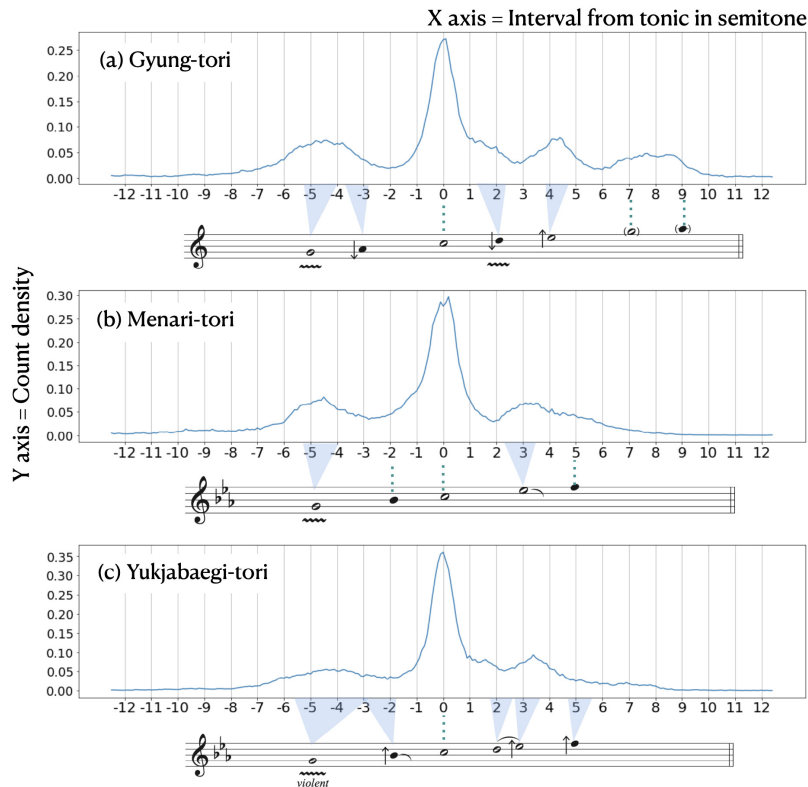 X axis = Interval from tonic in semitone
Y axis = Count density
(a) Gyung-tori
0.25
0.20
0.15
0.10
0.05
0.00
-12 -11 -10 -9 -8 -7 -6 -5 -4 -3 -2 -1 0 1 2 3 4 5 6 7 8 9 10 11 12
(b) Menari-tori
0.30
0.25
0.20
0.15
0.10
0.05
0.00
-12 -11 -10 -9 -8 -7 -6 -5 -4 -3 -2 -1 0 1 2 3 4 5 6 7 8 9 10 11 12
(c) Yukjabaegi-tori
0.35
0.30
0.25
0.20
0.15
0.10
0.05
0.00
-12 -11 -10 -9 -8 -7 -6 -5 -4 -3 -2 -1 0 1 2 3 4 5 6 7 8 9 10 11 12
violent